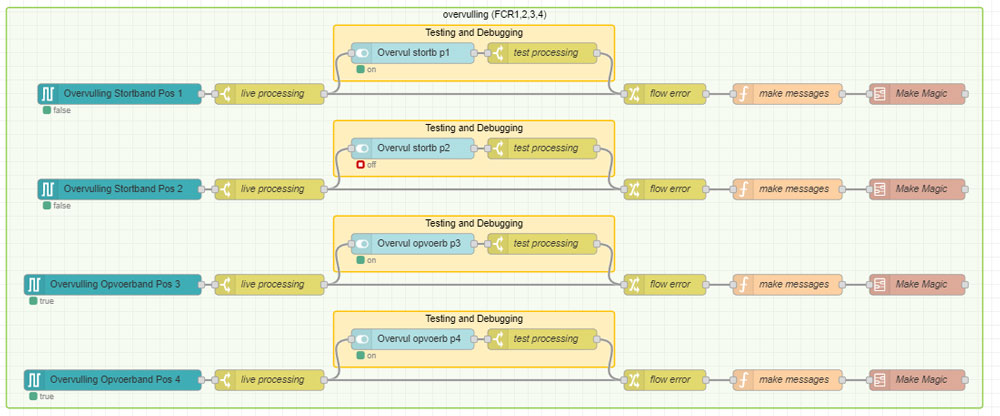 overvulling (FCR1,2,3,4)
Testing and Debugging
Overvul stortb p1
test processing
on
Overvulling Stortband Pos 1
live processing
flow error
make messages
Make Magic
false
Testing and Debugging
Overvul stortb p2
test processing
off
Overvulling Stortband Pos 2
live processing
flow error
make messages
Make Magic
false
Testing and Debugging
Overvul opvoerb p3
test processing
on
Overvulling Opvoerband Pos 3
live processing
flow error
make messages
Make Magic
true
Testing and Debugging
Overvul opvoerb p4
test processing
on
Overvulling Opvoerband Pos 4
live processing
flow error
make messages
Make Magic
true